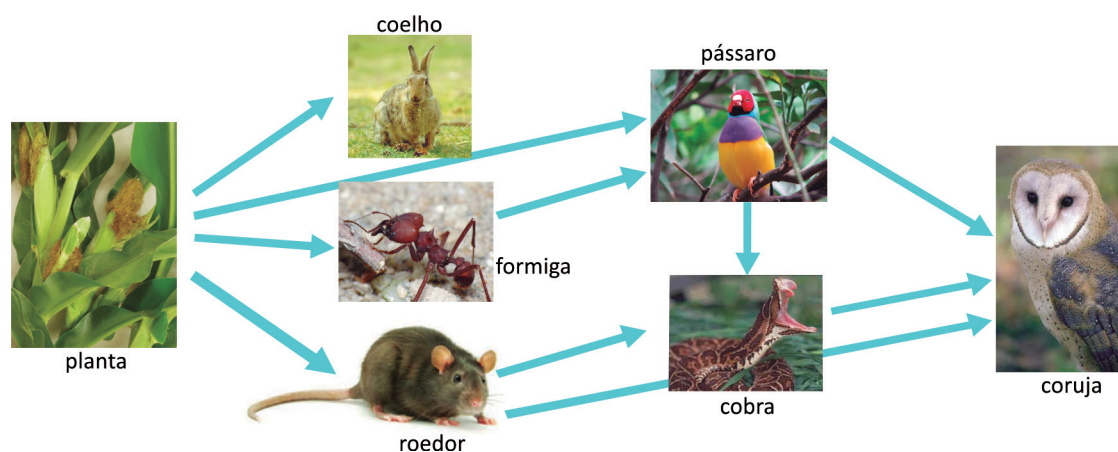 coelho
pássaro
formiga
planta
cobra
coruja
roedor